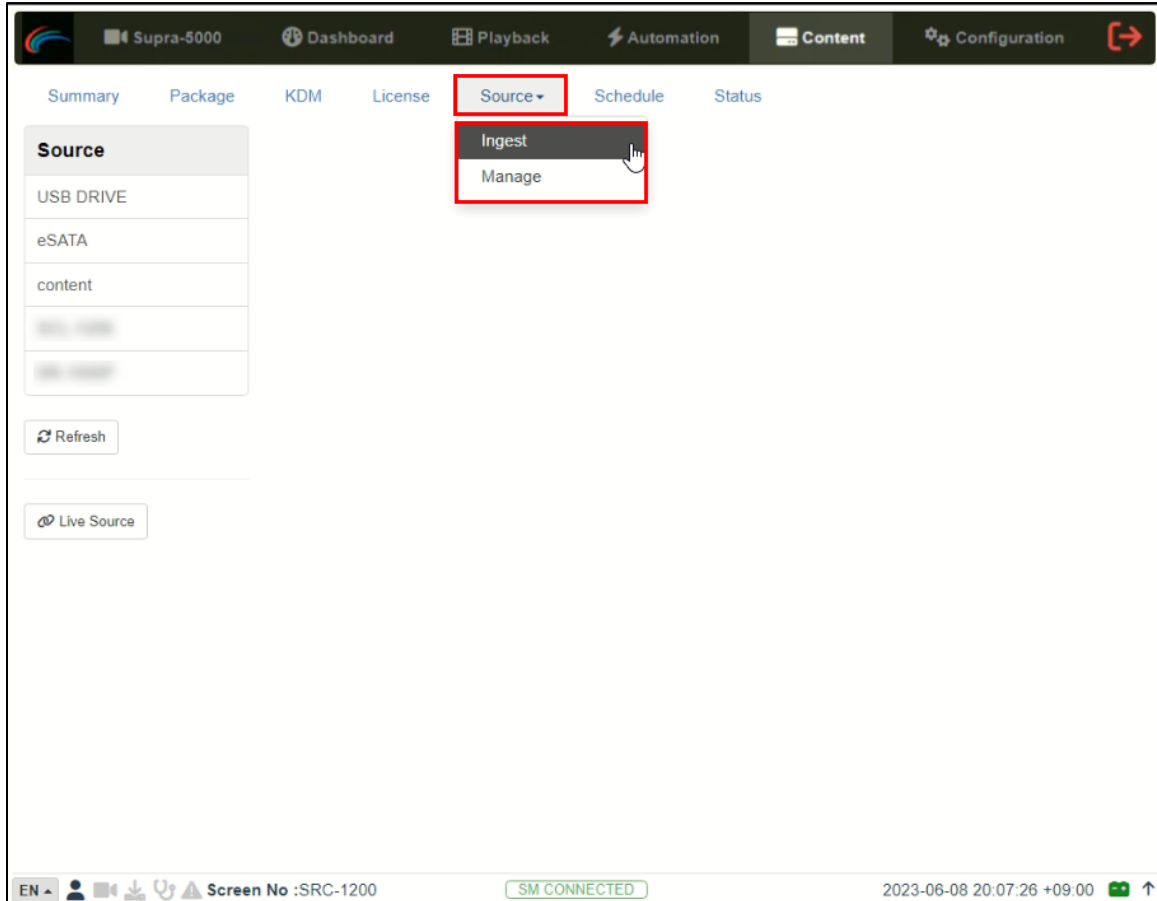 Supra-5000 Dashboard Playback Automation Content Configuration
Summary Package KDM License Source Schedule Status
Ingest
Manage
Source
USB DRIVE
eSATA
content
Refresh
Live Source
EN Screen No :SRC-1200 SM CONNECTED 2023-06-08 20:07:26 +09:00